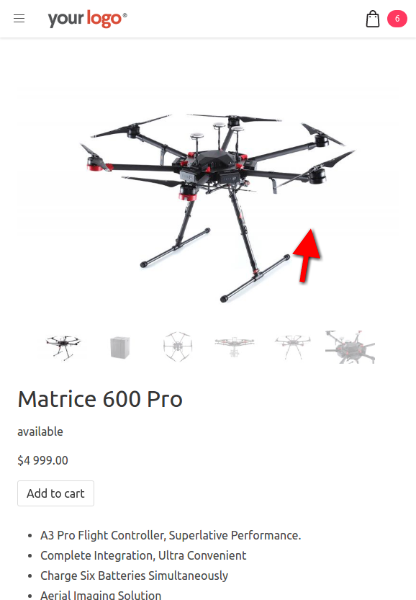 your logo®
6
Matrice 600 Pro
available
$4 999.00
Add to cart
A3 Pro Flight Controller, Superlative Performance.
Complete Integration, Ultra Convenient
Charge Six Batteries Simultaneously
Aerial Imaging Solution